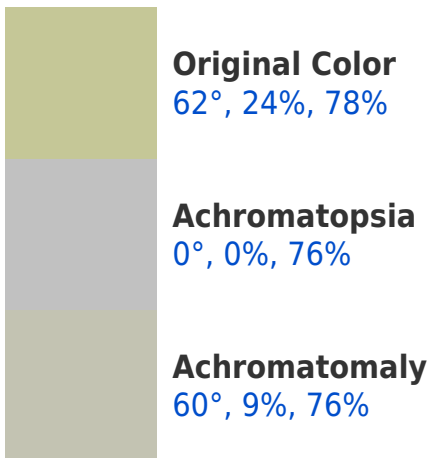 Original Color
62°, 24%, 78%
Achromatopsia
0°, 0%, 76%
Achromatomaly
60°, 9%, 76%